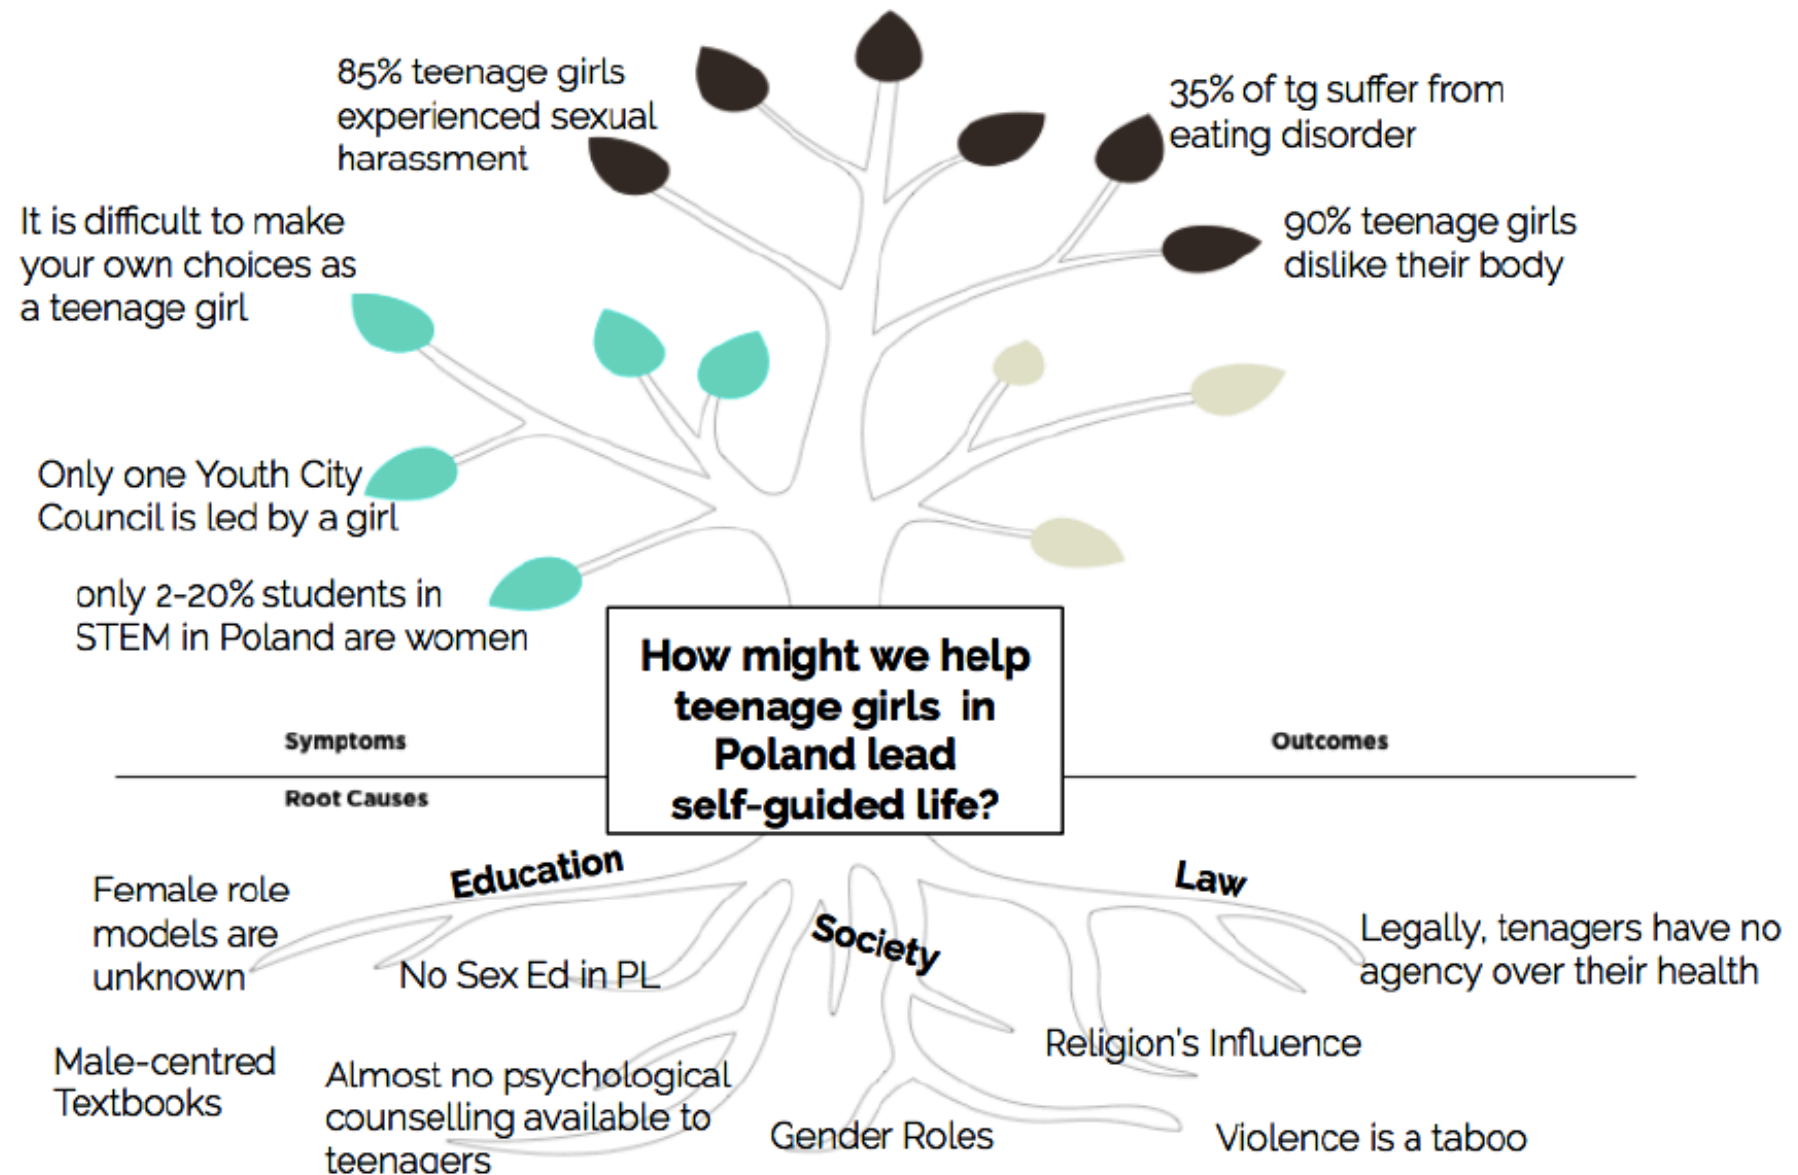 85% teenage girls
experienced sexual
harassment
35% of tg suffer from
eating disorder
It is difficult to make
your own choices as
a teenage girl
90% teenage girls
dislike their body
Only one Youth City
Council is led by a girl
only 2-20% students in
STEM in Poland are women
How might we help
teenage girls in
Poland lead
self-guided life?
Symptoms
Outcomes
Root Causes
Education
Law
Society
Female role
models are
unknown
No Sex Ed in PL
Legally, tenagers have no
agency over their health
Religion's Influence
Male-centred
Textbooks
Almost no psychological
counselling available to
teenagers
Gender Roles
Violence is a taboo